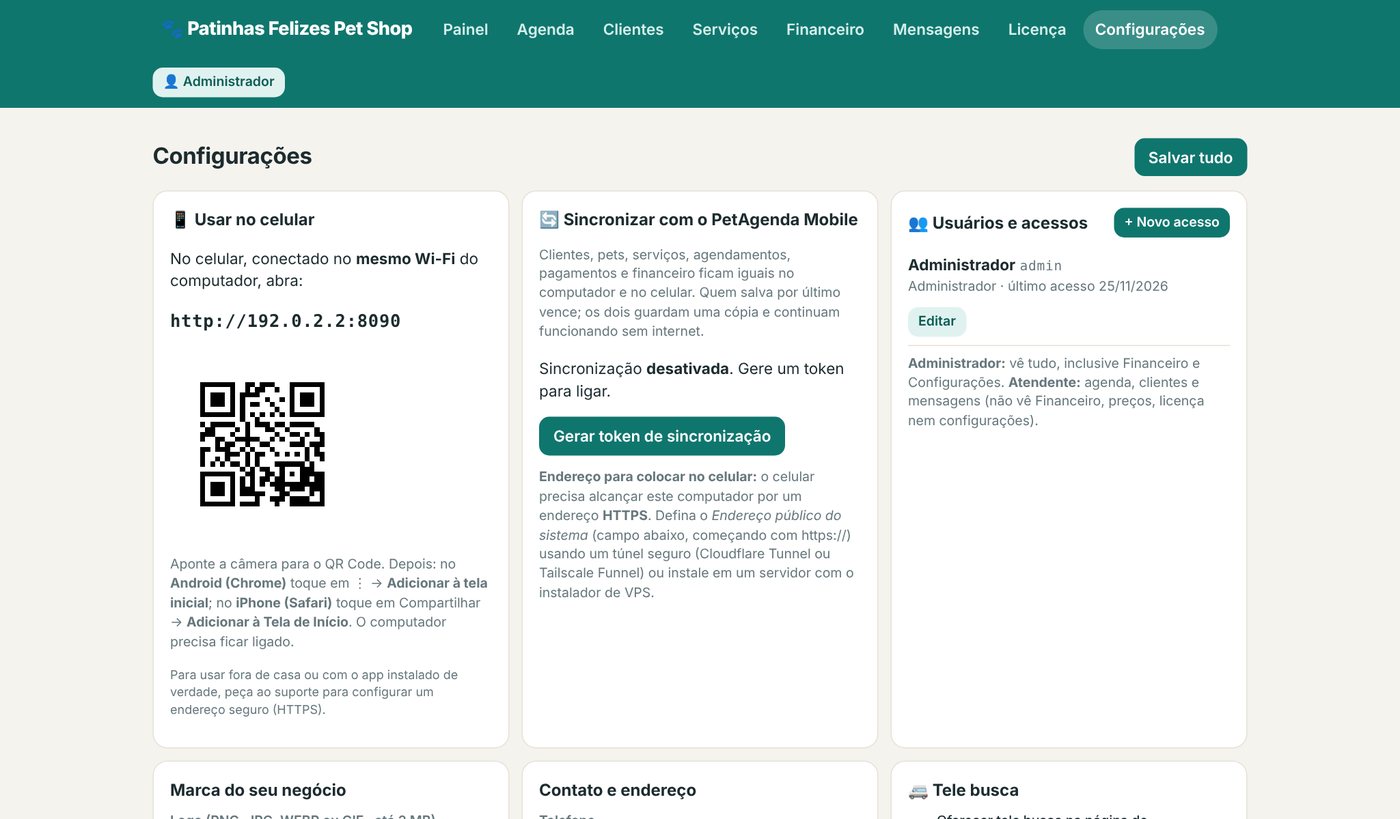 🐾 Patinhas Felizes Pet Shop
Painel
Agenda
Clientes
Serviços
Financeiro
Mensagens
Licença
Configurações
👤 Administrador
Configurações
Salvar tudo
📱 Usar no celular
No celular, conectado no mesmo Wi-Fi do
computador, abra:
http://192.0.2.2:8090
Aponte a câmera para o QR Code. Depois: no
Android (Chrome) toque em ⋮ → Adicionar à tela
inicial; no iPhone (Safari) toque em Compartilhar
→ Adicionar à Tela de Início. O computador
precisa ficar ligado.
Para usar fora de casa ou com o app instalado de
verdade, peça ao suporte para configurar um
endereço seguro (HTTPS).
🔄 Sincronizar com o PetAgenda Mobile
Clientes, pets, serviços, agendamentos,
pagamentos e financeiro ficam iguais no
computador e no celular. Quem salva por último
vence; os dois guardam uma cópia e continuam
funcionando sem internet.
Sincronização desativada. Gere um token
para ligar.
Gerar token de sincronização
Endereço para colocar no celular: o celular
precisa alcançar este computador por um
endereço HTTPS. Defina o Endereço público do
sistema (campo abaixo, começando com https://)
usando um túnel seguro (Cloudflare Tunnel ou
Tailscale Funnel) ou instale em um servidor com o
instalador de VPS.
👥 Usuários e acessos
+ Novo acesso
Administrador admin
Administrador · último acesso 25/11/2026
Editar
Administrador: vê tudo, inclusive Financeiro e
Configurações. Atendente: agenda, clientes e
mensagens (não vê Financeiro, preços, licença
nem configurações).
Marca do seu negócio
Contato e endereço
🚐 Tele busca